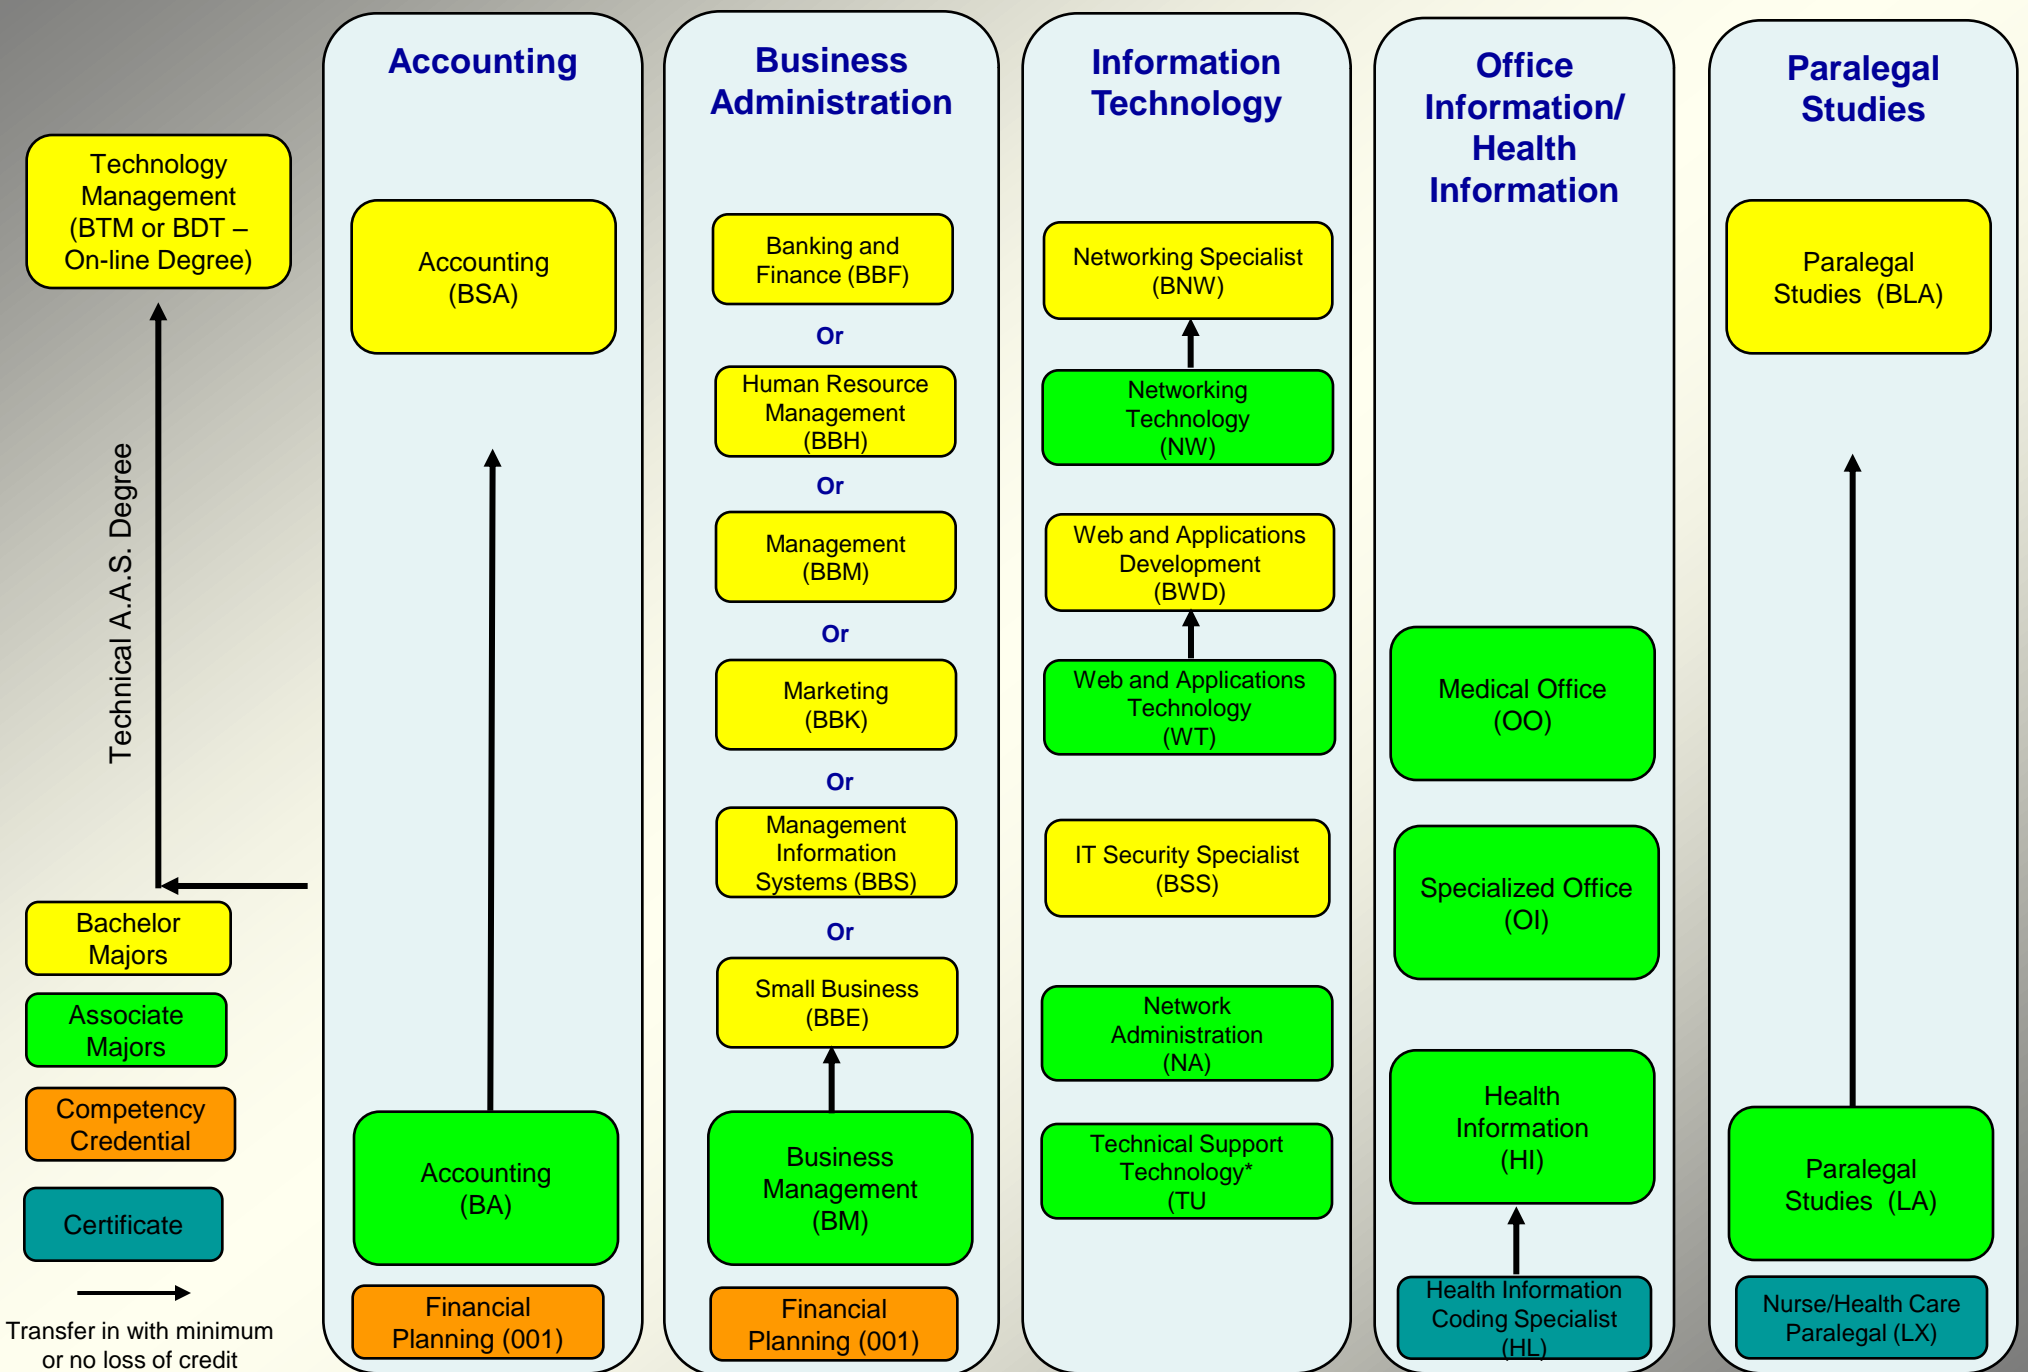 Technology
Management
(BTM or BDT –
On-line Degree)
Technical A.A.S. Degree
Bachelor
Majors
Associate
Majors
Competency
Credential
Certificate
Transfer in with minimum
or no loss of credit
Accounting
Accounting
(BSA)
Accounting
(BA)
Financial
Planning (001)
Business
Administration
Banking and
Finance (BBF)
Or
Human Resource
Management
(BBH)
Or
Management
(BBM)
Or
Marketing
(BBK)
Or
Management
Information
Systems (BBS)
Or
Small Business
(BBE)
Business
Management
(BM)
Financial
Planning (001)
Information
Technology
Networking Specialist
(BNW)
Networking
Technology
(NW)
Web and Applications
Development
(BWD)
Web and Applications
Technology
(WT)
IT Security Specialist
(BSS)
Network
Administration
(NA)
Technical Support
Technology*
(TU
Office
Information/
Health
Information
Medical Office
(OO)
Specialized Office
(OI)
Health
Information
(HI)
Health Information
Coding Specialist
(HL)
Paralegal
Studies
Paralegal
Studies (BLA)
Paralegal
Studies (LA)
Nurse/Health Care
Paralegal (LX)